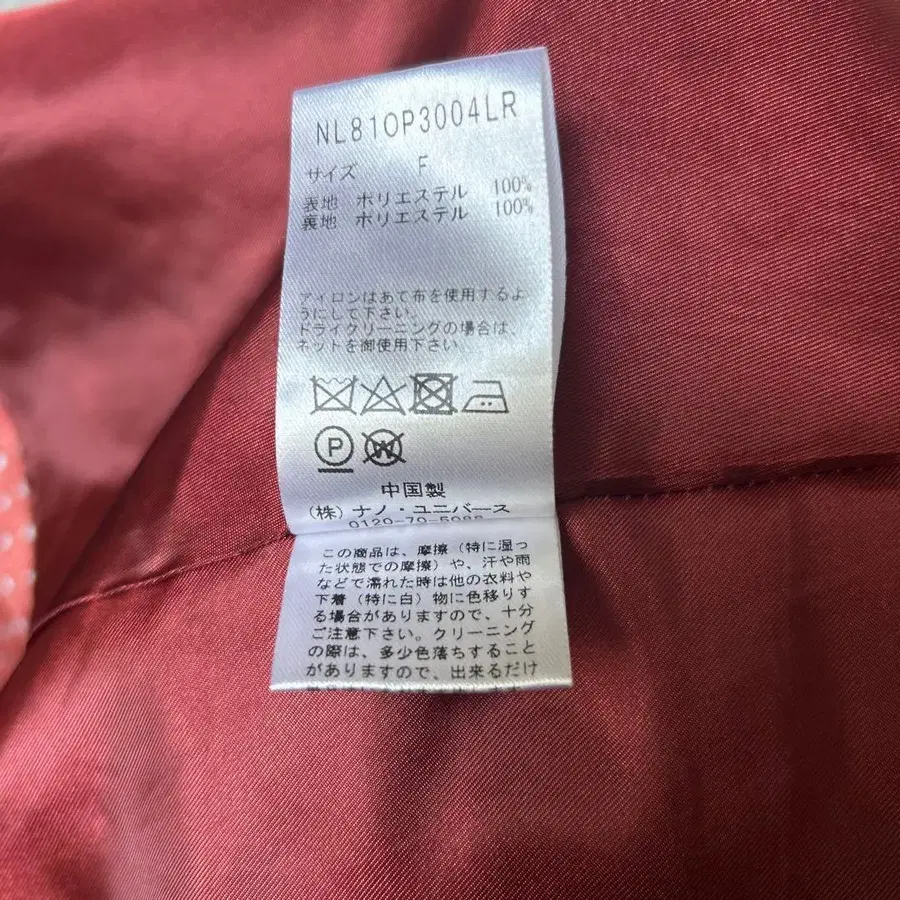 NL81OP3004LR
サイズ F
表地 ポリエステル 100%
裏地 ポリエステル 100%
アイロンはあて布を使用するよ
うにして下さい。
ドライクリーニングの場合は、
ネットを御使用下さい。
P
W
中国製
(株) ナノ・ユニバース
0120-70-5088
この商品は、摩擦(特に湿っ
た状態での摩擦)や、汗や雨
などで濡れた時は他の衣料や
下着(特に白)物に色移りす
る場合がありますので、十分
ご注意下さい。クリーニング
の際は、多少色落ちすること
がありますので、出来るだけ